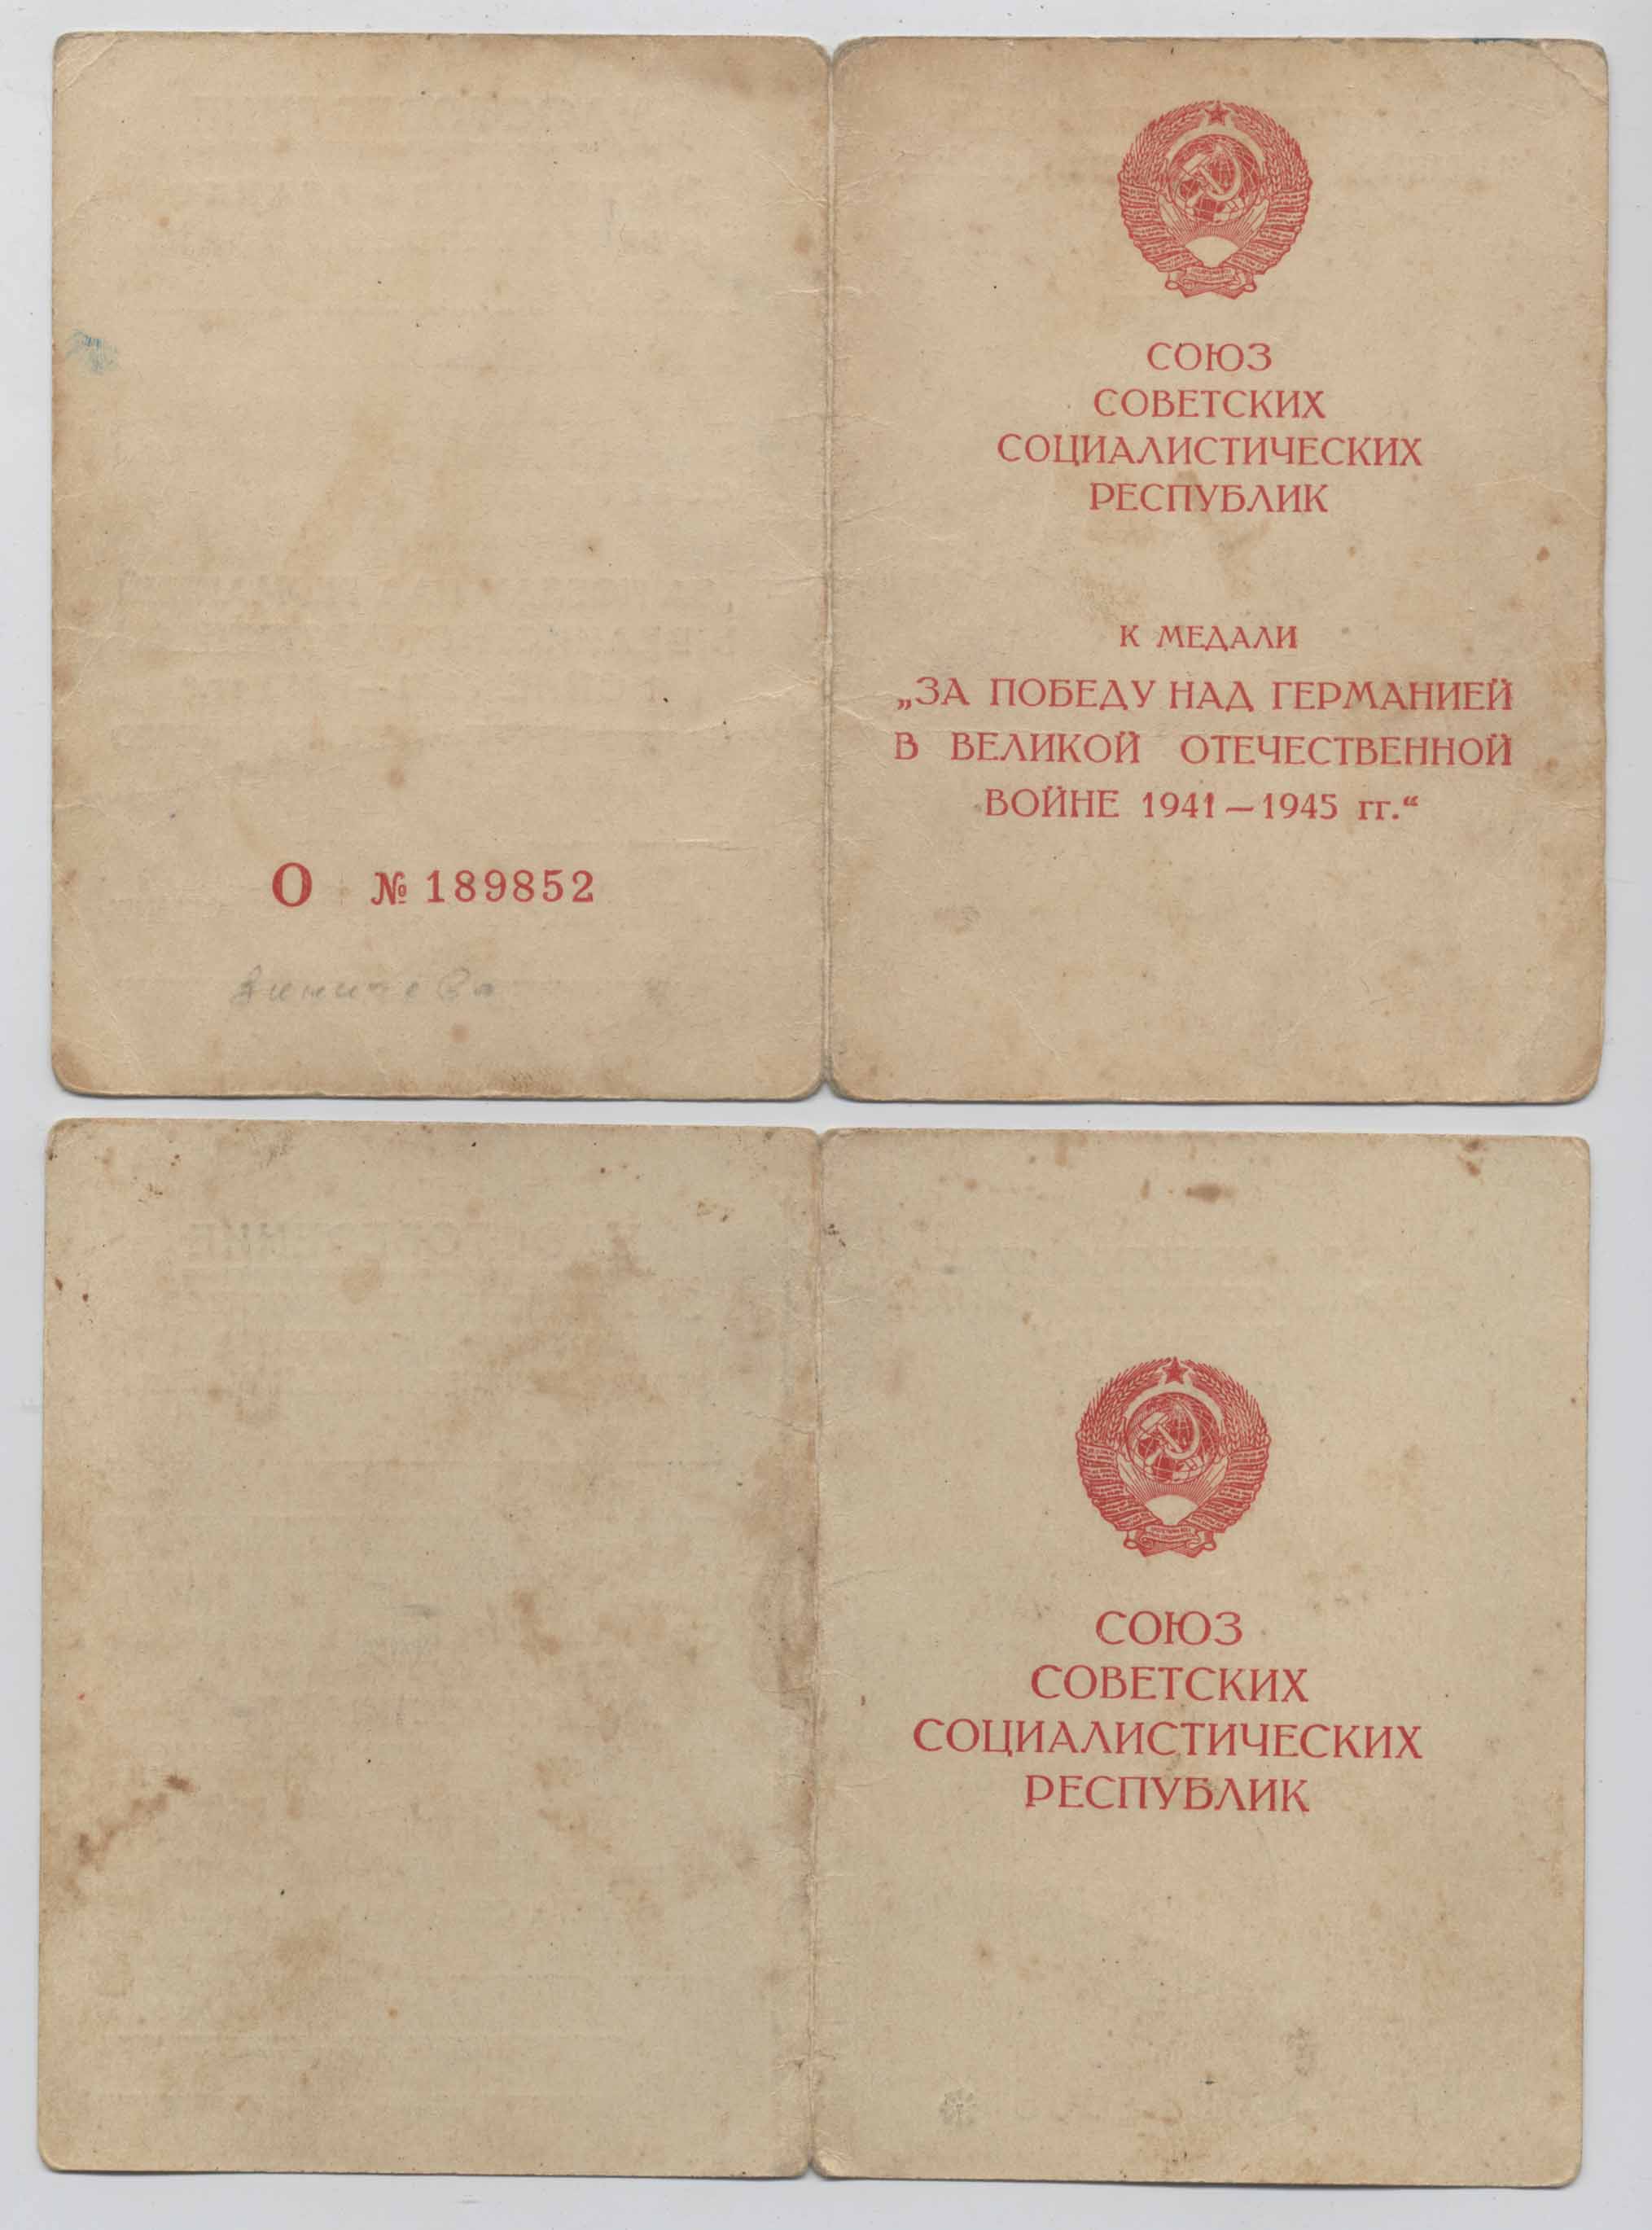 О № 189852
СОЮЗ
СОВЕТСКИХ
СОЦИАЛИСТИЧЕСКИХ
РЕСПУБЛИК
К МЕДАЛИ
„ЗА ПОБЕДУ НАД ГЕРМАНИЕЙ
В ВЕЛИКОЙ ОТЕЧЕСТВЕННОЙ
ВОЙНЕ 1941—1945 гг.“
СОЮЗ
СОВЕТСКИХ
СОЦИАЛИСТИЧЕСКИХ
РЕСПУБЛИК